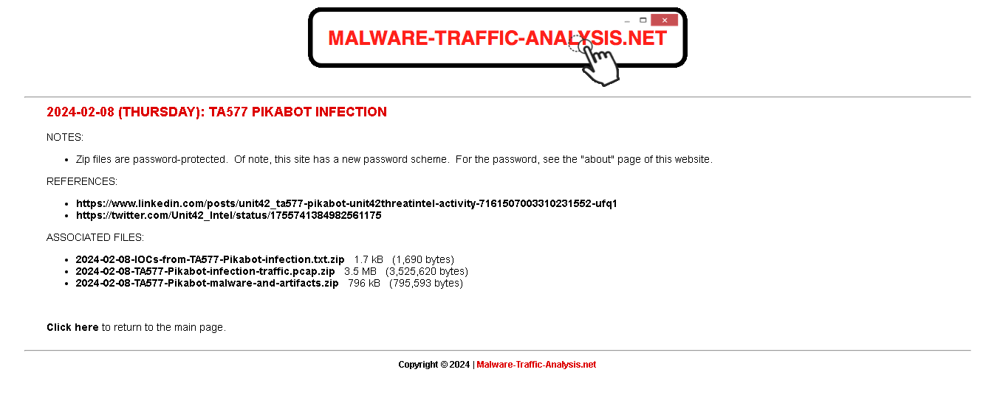 MALWARE-TRAFFIC-ANALYSIS.NET
2024-02-08 (THURSDAY): TA577 PIKABOT INFECTION
NOTES:
Zip files are password-protected.  Of note, this site has a new password scheme.  For the password, see the "about" page of this website.
REFERENCES:
https://www.linkedin.com/posts/unit42_ta577-pikabot-unit42threatintel-activity-7161507003310231552-ufq1
https://twitter.com/Unit42_Intel/status/1755741384982561175
ASSOCIATED FILES:
2024-02-08-IOCs-from-TA577-Pikabot-infection.txt.zip   1.7 kB   (1,690 bytes)
2024-02-08-TA577-Pikabot-infection-traffic.pcap.zip   3.5 MB   (3,525,620 bytes)
2024-02-08-TA577-Pikabot-malware-and-artifacts.zip   796 kB   (795,593 bytes)
Click here to return to the main page.
Copyright © 2024 | Malware-Traffic-Analysis.net